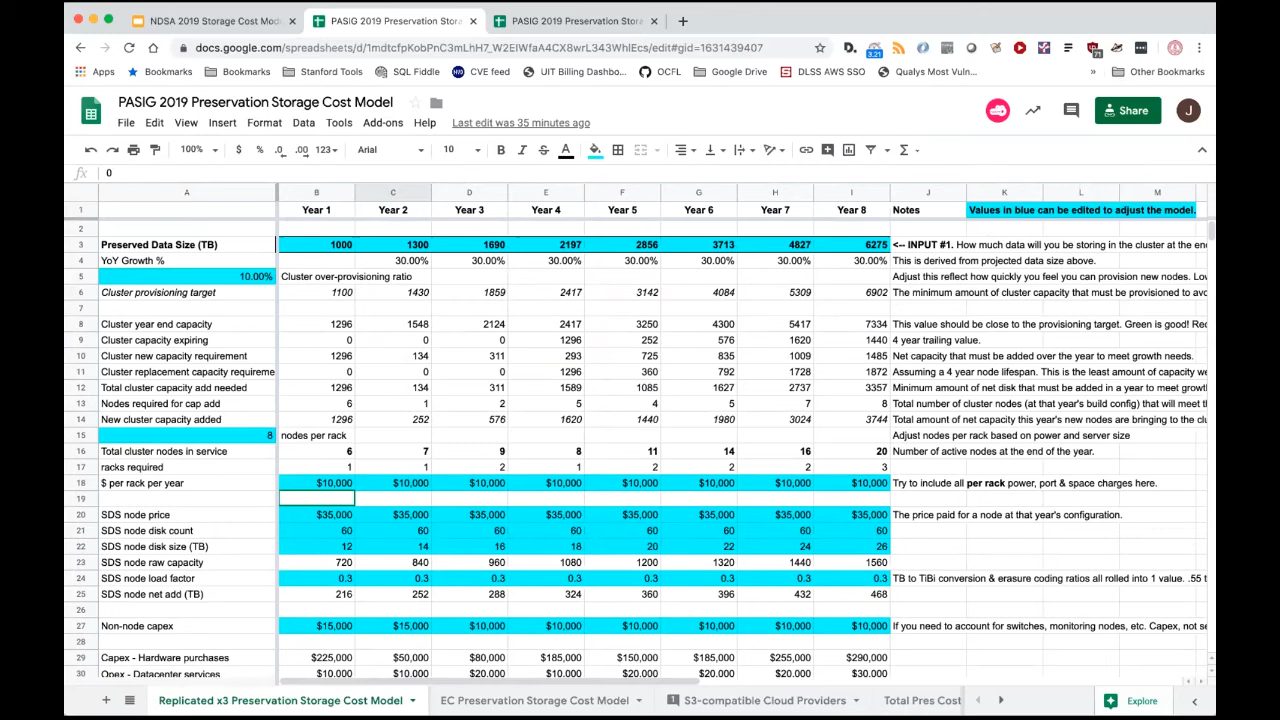 NDSA 2019 Storage Cost Mod
PASIG 2019 Preservation Stora
PASIG 2019 Preservation Stora
docs.google.com/spreadsheets/d/1mdtcfpKobPnC3mLhH7_W2EIWfaA4CX8wrL343WhlEcs/edit#gid=1631439407
3.21
71
Apps Bookmarks Bookmarks Stanford Tools SQL Fiddle CVE feed UIT Billing Dashbo... OCFL Google Drive DLSS AWS SSO Qualys Most Vuln... » Other Bookmarks
PASIG 2019 Preservation Storage Cost Model
Share J
File Edit View Insert Format Data Tools Add-ons Help Last edit was 35 minutes ago
100% $ % .0 .00 123 Arial 10 B I S A
fx 0
A B C D E F G H I J K L M
1 Year 1 Year 2 Year 3 Year 4 Year 5 Year 6 Year 7 Year 8 Notes Values in blue can be edited to adjust the model.
2
3 Preserved Data Size (TB) 1000 1300 1690 2197 2856 3713 4827 6275 <-- INPUT #1. How much data will you be storing in the cluster at the en
4 YoY Growth % 30.00% 30.00% 30.00% 30.00% 30.00% 30.00% 30.00% This is derived from projected data size above.
5 10.00% Cluster over-provisioning ratio Adjust this reflect how quickly you feel you can provision new nodes. Lov
6 Cluster provisioning target 1100 1430 1859 2417 3142 4084 5309 6902 The minimum amount of cluster capacity that must be provisioned to avo
7
8 Cluster year end capacity 1296 1548 2124 2417 3250 4300 5417 7334 This value should be close to the provisioning target. Green is good! Rec
9 Cluster capacity expiring 0 0 0 1296 252 576 1620 1440 4 year trailing value.
10 Cluster new capacity requirement 1296 134 311 293 725 835 1009 1485 Net capacity that must be added over the year to meet growth needs.
11 Cluster replacement capacity requireme 0 0 0 1296 360 792 1728 1872 Assuming a 4 year node lifespan. This is the least amount of capacity we
12 Total cluster capacity add needed 1296 134 311 1589 1085 1627 2737 3357 Minimum amount of net disk that must be added in a year to meet growt
13 Nodes required for cap add 6 1 2 5 4 5 7 8 Total number of cluster nodes (at that year's build config) that will meet th
14 New cluster capacity added 1296 252 576 1620 1440 1980 3024 3744 Total amount of net capacity this year's new nodes are bringing to the clu
15 8 nodes per rack Adjust nodes per rack based on power and server size
16 Total cluster nodes in service 6 7 9 8 11 14 16 20 Number of active nodes at the end of the year.
17 racks required 1 1 2 1 2 2 2 3
18 $ per rack per year $10,000 $10,000 $10,000 $10,000 $10,000 $10,000 $10,000 $10,000 Try to include all per rack power, port & space charges here.
19
20 SDS node price $35,000 $35,000 $35,000 $35,000 $35,000 $35,000 $35,000 $35,000 The price paid for a node at that year's configuration.
21 SDS node disk count 60 60 60 60 60 60 60 60
22 SDS node disk size (TB) 12 14 16 18 20 22 24 26
23 SDS node raw capacity 720 840 960 1080 1200 1320 1440 1560
24 SDS node load factor 0.3 0.3 0.3 0.3 0.3 0.3 0.3 0.3 TB to TiBi conversion & erasure coding ratios all rolled into 1 value. .55 t
25 SDS node net add (TB) 216 252 288 324 360 396 432 468
26
27 Non-node capex $15,000 $15,000 $10,000 $10,000 $10,000 $10,000 $10,000 $10,000 If you need to account for switches, monitoring nodes, etc. Capex, not se
28
29 Capex - Hardware purchases $225,000 $50,000 $80,000 $185,000 $150,000 $185,000 $255,000 $290,000
30 Opex - Datacenter services $10,000 $10,000 $20,000 $10,000 $20,000 $20,000 $20,000 $30,000
Replicated x3 Preservation Storage Cost Model EC Preservation Storage Cost Model S3-compatible Cloud Providers Total Pres Cost Explore